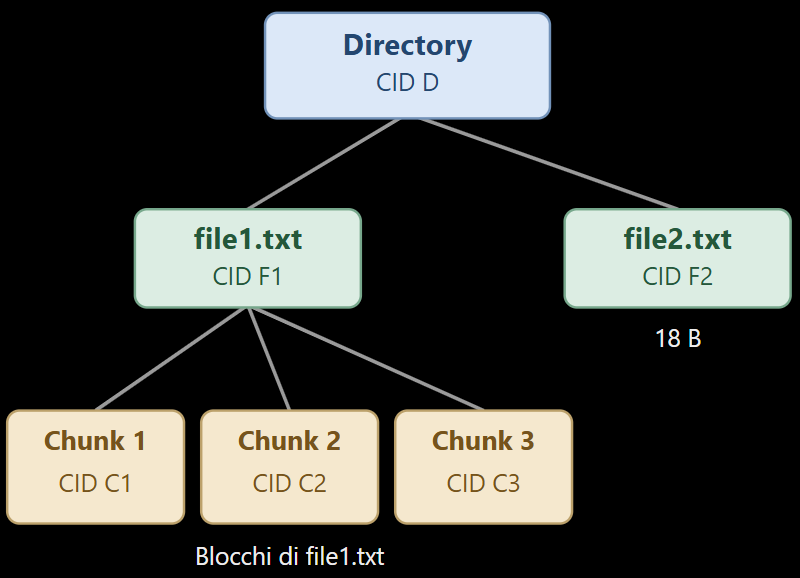 Directory
CID D
file1.txt
CID F1
file2.txt
CID F2
18 B
Chunk 1
CID C1
Chunk 2
CID C2
Chunk 3
CID C3
Blocchi di file1.txt